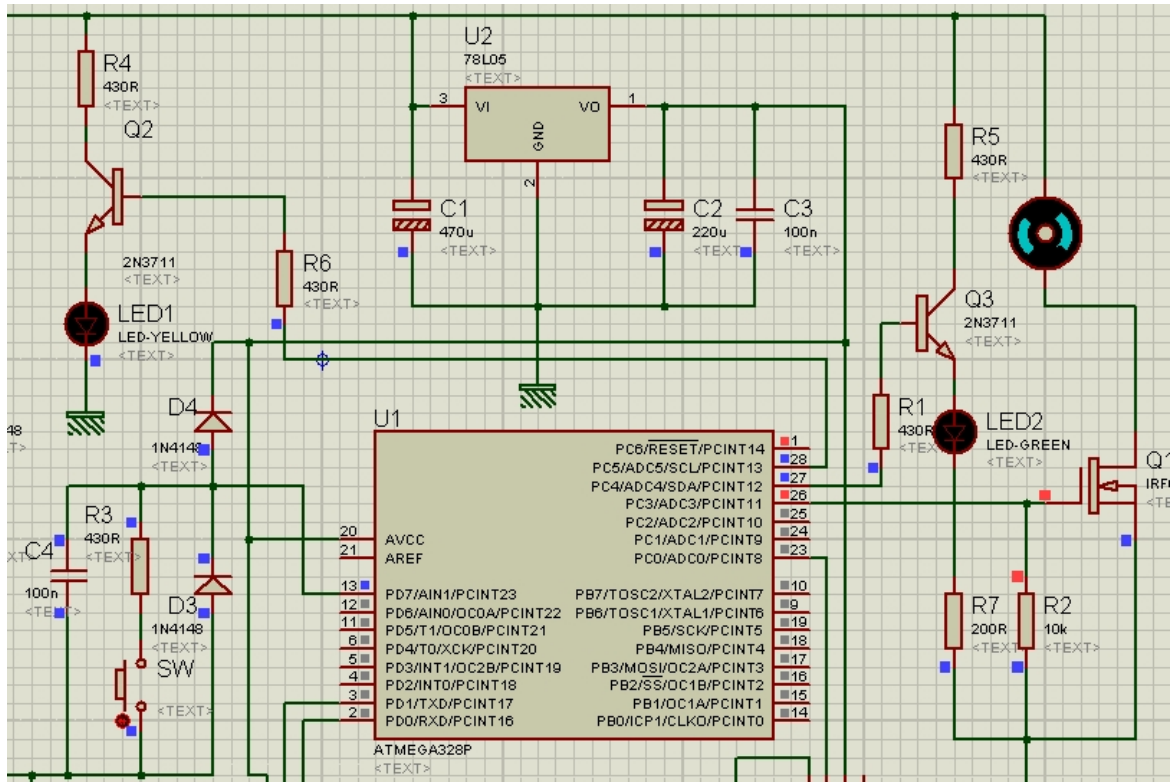 U2
78L05
<TEXT>
R4
430R
<TEXT>
Q2
3
VI
VO
1
GND
2
R5
430R
<TEXT>
C1
470u
<TEXT>
C2
220u
<TEXT>
C3
100n
<TEXT>
2N3711
<TEXT>
R6
430R
<TEXT>
Q3
2N3711
<TEXT>
LED1
LED-YELLOW
<TEXT>
D4
1N4148
<TEXT>
48
U1
R1
430R
<TEXT>
LED2
LED-GREEN
<TEXT>
Q1
IRF
PC6/RESET/PCINT14
1
PC5/ADC5/SCL/PCINT13
28
PC4/ADC4/SDA/PCINT12
27
PC3/ADC3/PCINT11
26
PC2/ADC2/PCINT10
25
PC1/ADC1/PCINT9
24
PC0/ADC0/PCINT8
23
20
AVCC
21
AREF
R3
430R
<TEXT>
C4
100n
<TEXT>
D3
1N4148
<TEXT>
SW
<TEXT>
13
PD7/AIN1/PCINT23
12
PD6/AIN0/OC0A/PCINT22
11
PD5/T1/OC0B/PCINT21
6
PD4/T0/XCK/PCINT20
5
PD3/INT1/OC2B/PCINT19
4
PD2/INT0/PCINT18
3
PD1/TXD/PCINT17
2
PD0/RXD/PCINT16
PB7/TOSC2/XTAL2/PCINT7
10
PB6/TOSC1/XTAL1/PCINT6
9
PB5/SCK/PCINT5
19
PB4/MISO/PCINT4
18
PB3/MOSI/OC2A/PCINT3
17
PB2/SS/OC1B/PCINT2
16
PB1/OC1A/PCINT1
15
PB0/ICP1/CLKO/PCINT0
14
R7
200R
<TEXT>
R2
10k
<TEXT>
ATMEGA328P
<TEXT>